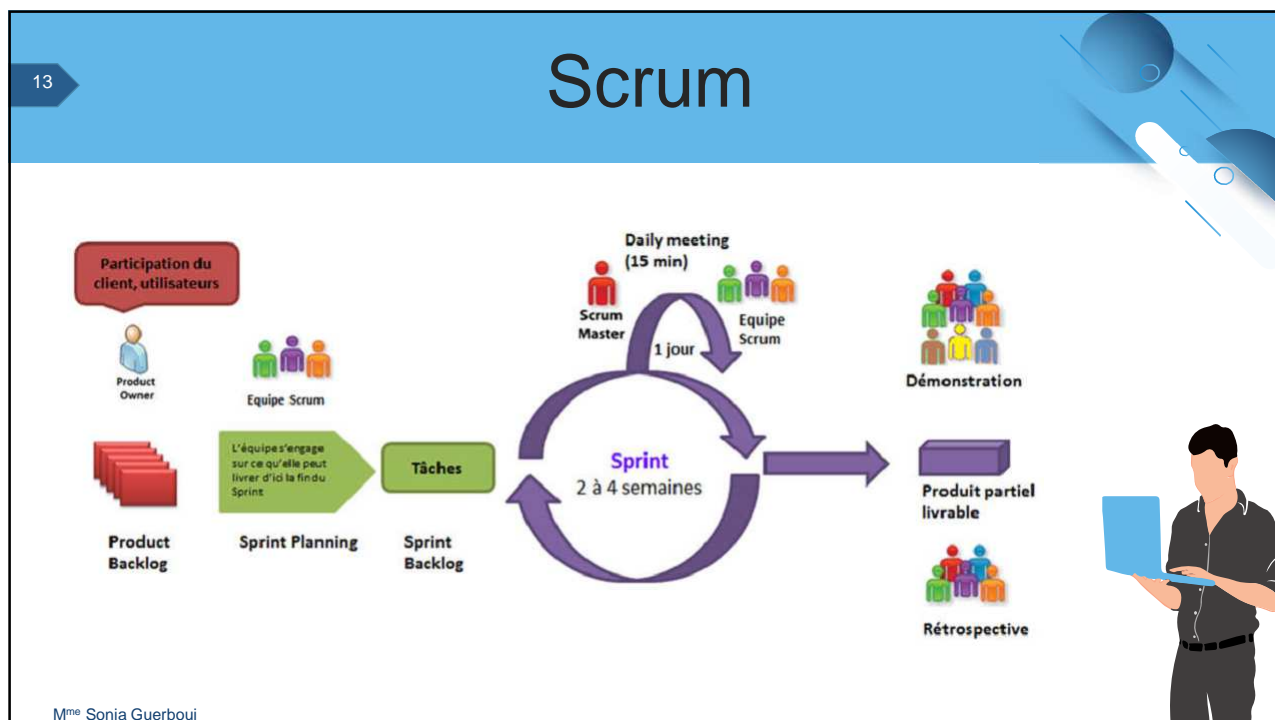 13
Scrum
Participation du
client, utilisateurs
Product
Owner
Equipe Scrum
L'équipe s'engage
sur ce qu'elle peut
livrer d'ici la fin du
Sprint
Tâches
Product
Backlog
Sprint Planning
Sprint
Backlog
Daily meeting
(15 min)
Scrum
Master
1 jour
Equipe
Scrum
Sprint
2 à 4 semaines
Démonstration
Produit partiel
livrable
Rétrospective
Mme Sonia Guerboui